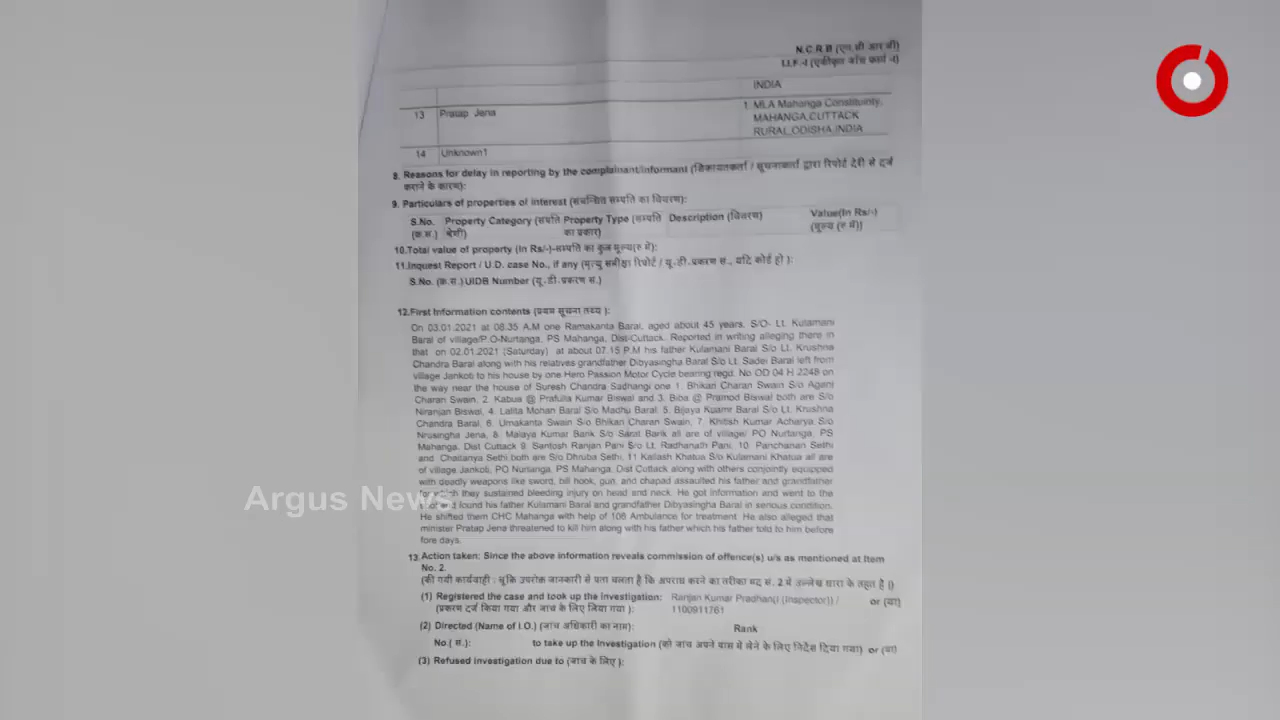 N.C.R.B (एन.सी.आर.बी)
I.I.F.-I (एकीकृत जाँच फार्म -I)
INDIA
13 Pratap Jena 1. MLA Mahanga Constituinty,
MAHANGA,CUTTACK
RURAL,ODISHA,INDIA
14 Unknown1
8. Reasons for delay in reporting by the complainant/informant (शिकायतकर्ता / सूचनाकर्ता द्वारा रिपोर्ट देरी से दर्ज
कराने के कारण):
9. Particulars of properties of interest (संबन्धित सम्पत्ति का विवरण):
S.No. Property Category (संपत्ति Property Type (सम्पत्ति Description (विवरण) Value(In Rs/-)
(क.म.) श्रेणी) का प्रकार) (मूल्य (रु में))
10.Total value of property (In Rs/-)-सम्पत्ति का कुल मूल्य(रु में):
11.Inquest Report / U.D. case No., if any (मृत्यु समीक्षा रिपोर्ट / यू.डी.प्रकरण सं., यदि कोई हो ):
S.No. (क.स.) UIDB Number (यू.डी.प्रकरण सं.)
12.First Information contents (प्रथम सूचना तथ्य ):
On 03.01.2021 at 08.35 A.M one Ramakanta Baral, aged about 45 years, S/O- Lt. Kulamani
Baral of village/P.O-Nurtanga, PS Mahanga, Dist-Cuttack. Reported in writing alleging there in
that on 02.01.2021 (Saturday) at about 07.15 P.M his father Kulamani Baral S/o Lt. Krushna
Chandra Baral along with his relatives grandfather Dibyasingha Baral S/o Lt. Sadei Baral left from
village Jankoti to his house by one Hero Passion Motor Cycle bearing regd. No OD 04 H 2248 on
the way near the house of Suresh Chandra Sadhangi one 1. Bhikari Charan Swain S/o Agani
Charan Swain, 2. Kabua @ Prafulla Kumar Biswal and 3. Biba @ Pramod Biswal both are S/o
Niranjan Biswal, 4. Lalita Mohan Baral S/o Madhu Baral. 5. Bijaya Kuamr Baral S/o Lt. Krushna
Chandra Baral, 6. Umakanta Swain S/o Bhikari Charan Swain, 7. Khitish Kumar Acharya S/o
Nrusingha Jena, 8. Malaya Kumar Barik S/o Sarat Barik all are of village/ PO Nurtanga, PS
Mahanga, Dist Cuttack 9. Santosh Ranjan Pani S/o Lt. Radhanath Pani, 10. Panchanan Sethi
and Chaitanya Sethi both are S/o Dhruba Sethi, 11 Kailash Khatua S/o Kulamani Khatua all are
of village Jankoti, PO Nurtanga, PS Mahanga, Dist Cuttack along with others conjointly equipped
with deadly weapons like sword, bill hook, gun, and chapad assaulted his father and grandfather
for which they sustained bleeding injury on head and neck. He got information and went to the
found his father Kulamani Baral and grandfather Dibyasingha Baral in serious condition.
He shifted them CHC Mahanga with help of 108 Ambulance for treatment. He also alleged that
minister Pratap Jena threatened to kill him along with his father which his father told to him before
fore days.
13. Action taken: Since the above information reveals commission of offence(s) u/s as mentioned at Item
No. 2.
(की गयी कार्यवाही : चूंकि उपरोक्त जानकारी से पता चलता है कि अपराध करने का तरीका मद सं. 2 में उल्लेख धारा के तहत है |)
(1) Registered the case and took up the investigation: Ranjan Kumar Pradhan(I (Inspector)) / or (या)
(प्रकरण दर्ज किया गया और जांच के लिए लिया गया ): 1100911761
(2) Directed (Name of I.O.) (जांच अधिकारी का नाम): Rank
No.( सं.): to take up the Investigation (को जांच अपने पास में लेने के लिए निर्देश दिया गया) or (या)
(3) Refused investigation due to (जांच के लिए ):
Argus News